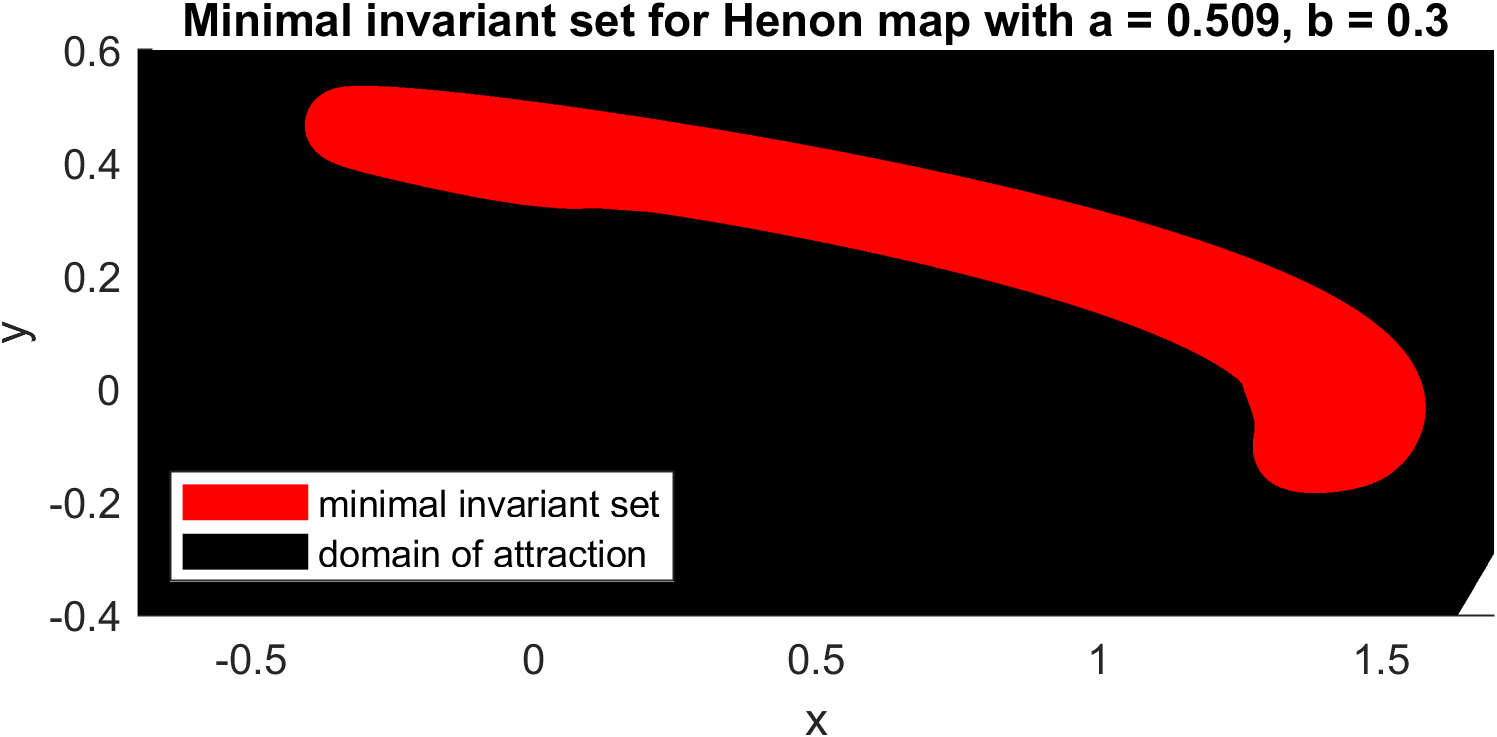 Minimal invariant set for Henon map with a = 0.509, b = 0.3
0.6
0.4
0.2
0
-0.2
-0.4
y
minimal invariant set
domain of attraction
-0.5 0 0.5 1 1.5
x